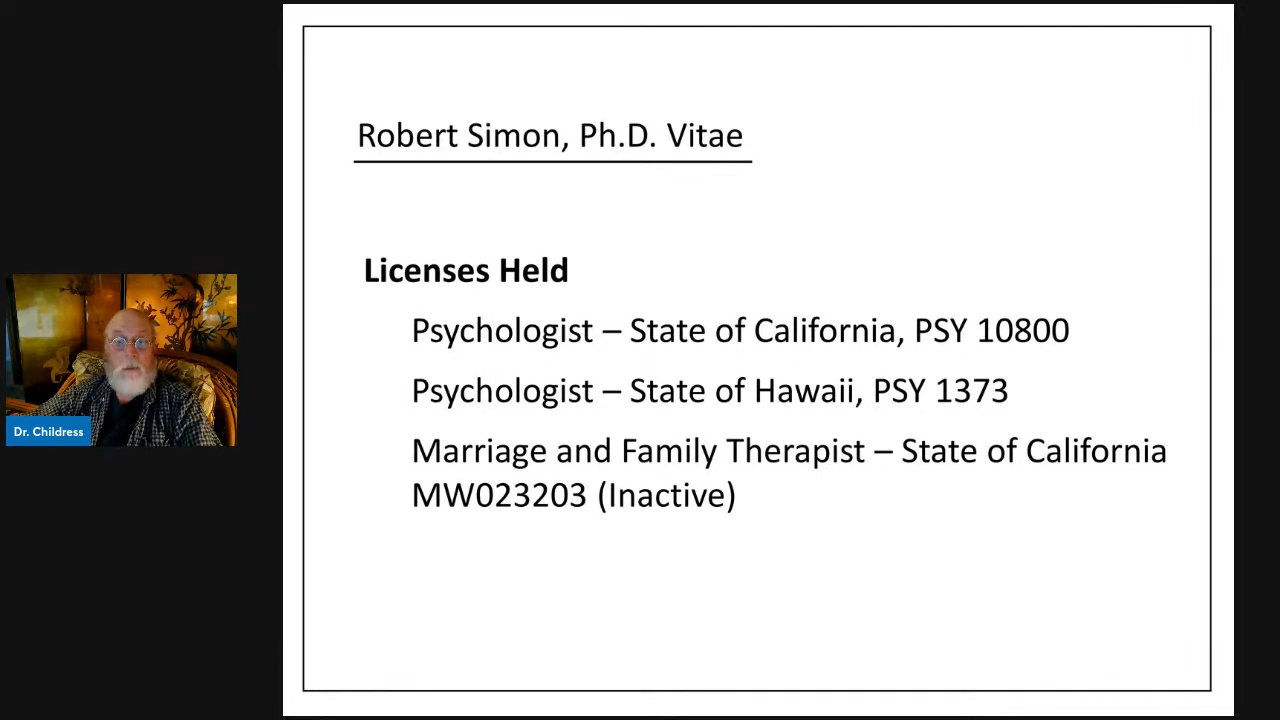 Robert Simon, Ph.D. Vitae
Licenses Held
Psychologist – State of California, PSY 10800
Psychologist – State of Hawaii, PSY 1373
Marriage and Family Therapist – State of California
MW023203 (Inactive)
Dr. Childress